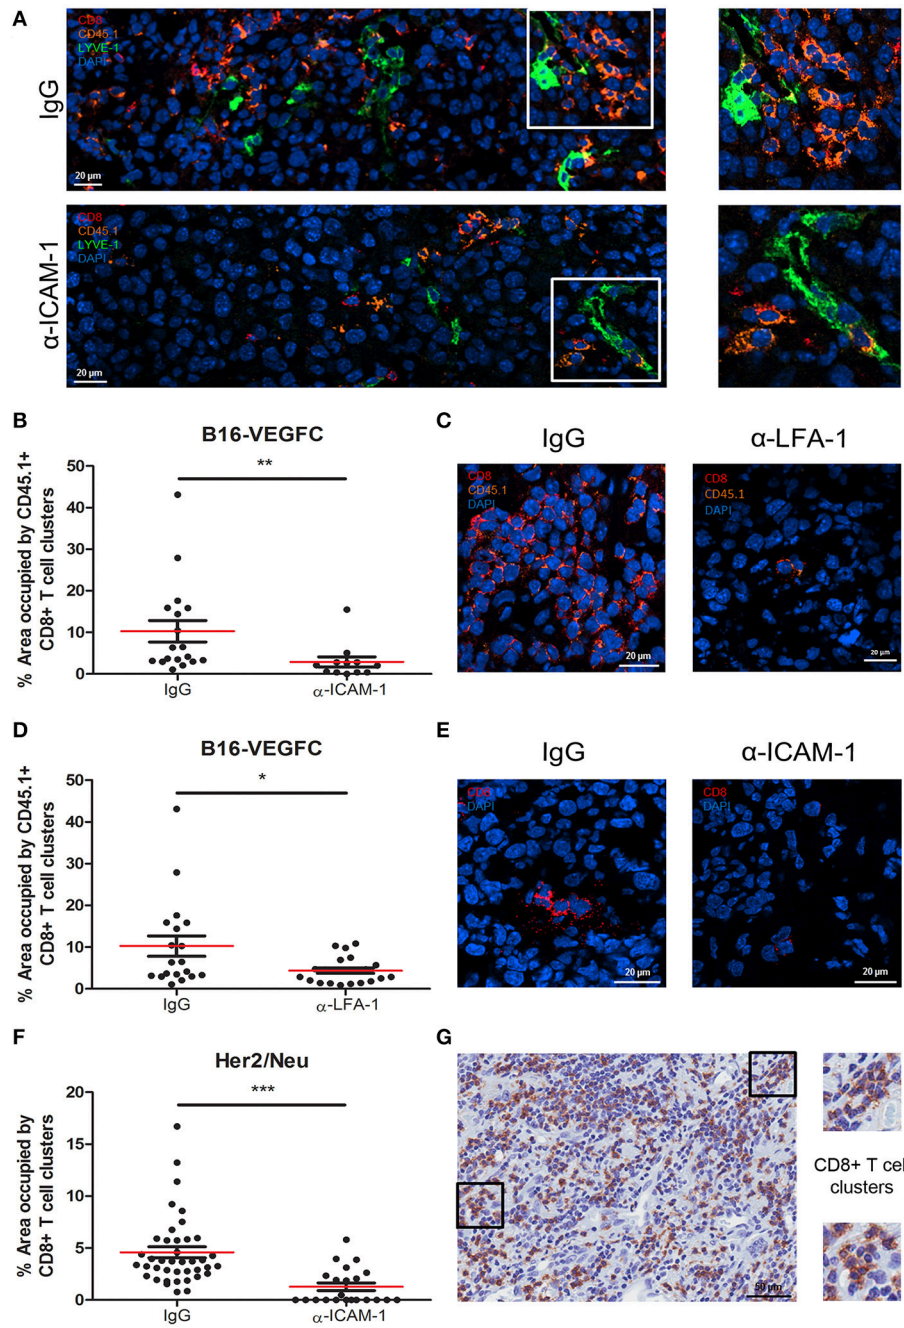 A
IgG
CD8
CD45.1
LYVE-1
DAPI
20 µm
α-ICAM-1
CD8
CD45.1
LYVE-1
DAPI
20 µm
B
B16-VEGFC
**
% Area occupied by CD45.1+
CD8+ T cell clusters
50
40
30
20
10
0
IgG
α-ICAM-1
C
IgG
α-LFA-1
CD8
CD45.1
DAPI
20 µm
CD8
CD45.1
DAPI
20 µm
D
B16-VEGFC
*
% Area occupied by CD45.1+
CD8+ T cell clusters
50
40
30
20
10
0
IgG
α-LFA-1
E
IgG
α-ICAM-1
CD8
DAPI
20 µm
CD8
DAPI
20 µm
F
Her2/Neu
***
% Area occupied by
CD8+ T cell clusters
20
15
10
5
0
IgG
α-ICAM-1
G
50 µm
CD8+ T cel
clusters